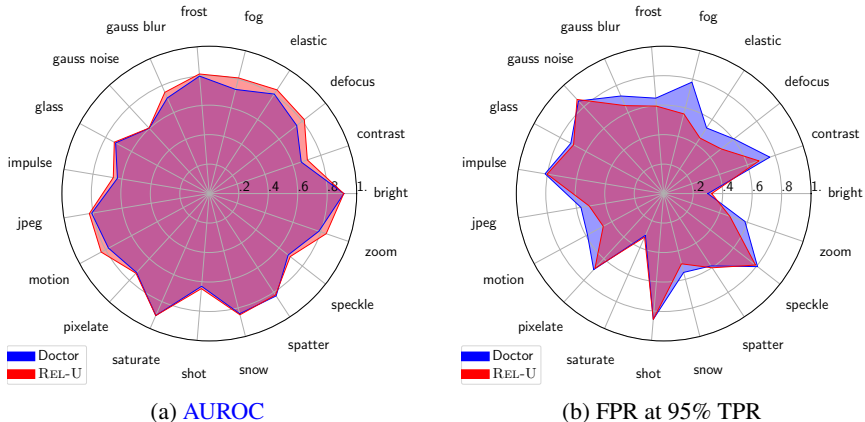 frost
fog
gauss blur
elastic
gauss noise
defocus
glass
contrast
impulse
.2 .4 .6 .8 1.
bright
jpeg
zoom
motion
speckle
pixelate
spatter
saturate
snow
shot
Doctor
REL-U
(a) AUROC
frost
fog
gauss blur
elastic
gauss noise
defocus
glass
contrast
impulse
.2 .4 .6 .8 1.
bright
jpeg
zoom
motion
speckle
pixelate
spatter
saturate
snow
shot
Doctor
REL-U
(b) FPR at 95% TPR